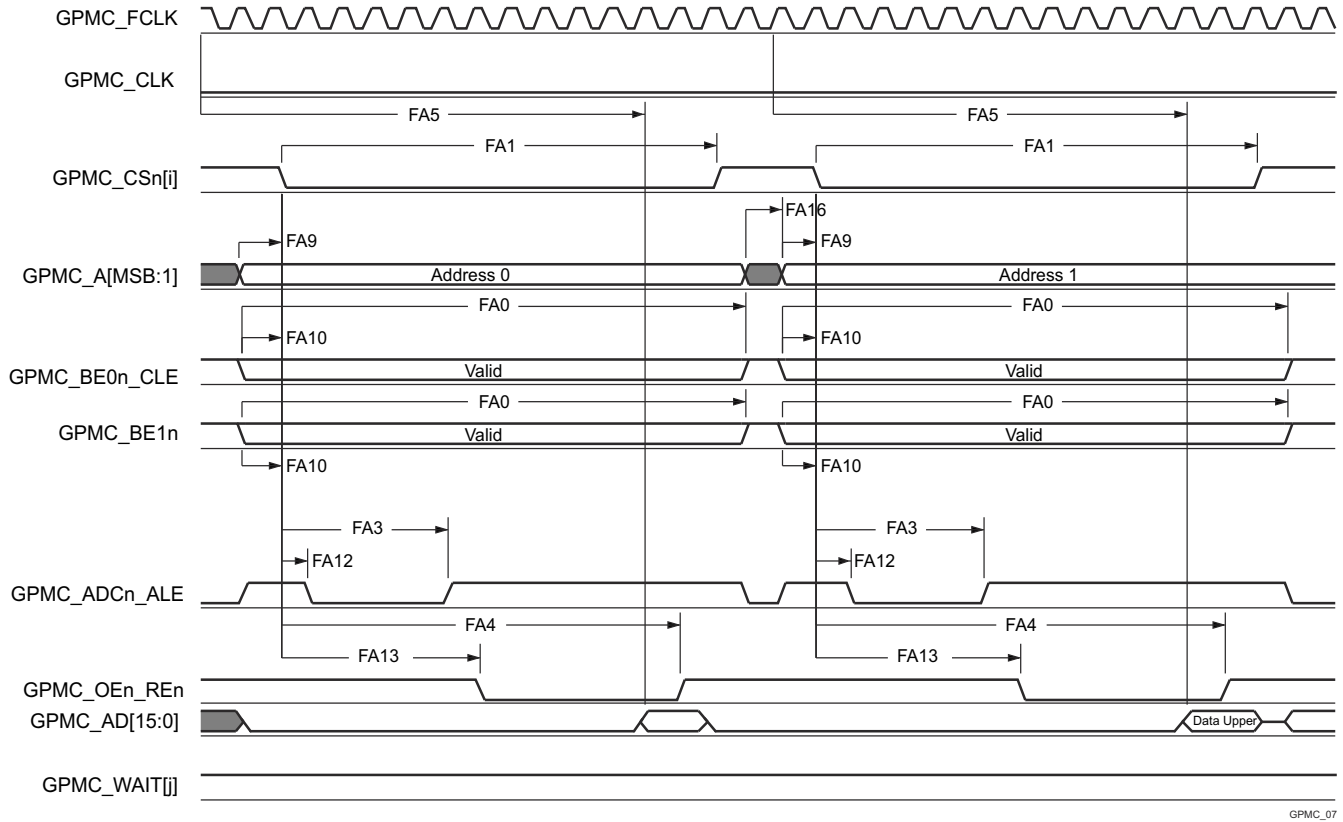 GPMC_FCLK
GPMC_CLK
FA5 FA5
FA1 FA1
GPMC_CSn[i]
FA16
FA9 FA9
GPMC_A[MSB:1] Address 0 Address 1
FA0 FA0
FA10 FA10
GPMC_BE0n_CLE Valid Valid
FA0 FA0
GPMC_BE1n Valid Valid
FA10 FA10
FA3 FA3
FA12 FA12
GPMC_ADCn_ALE
FA4 FA4
FA13 FA13
GPMC_OEn_REn
GPMC_AD[15:0] Data Upper
GPMC_WAIT[j]
GPMC_07